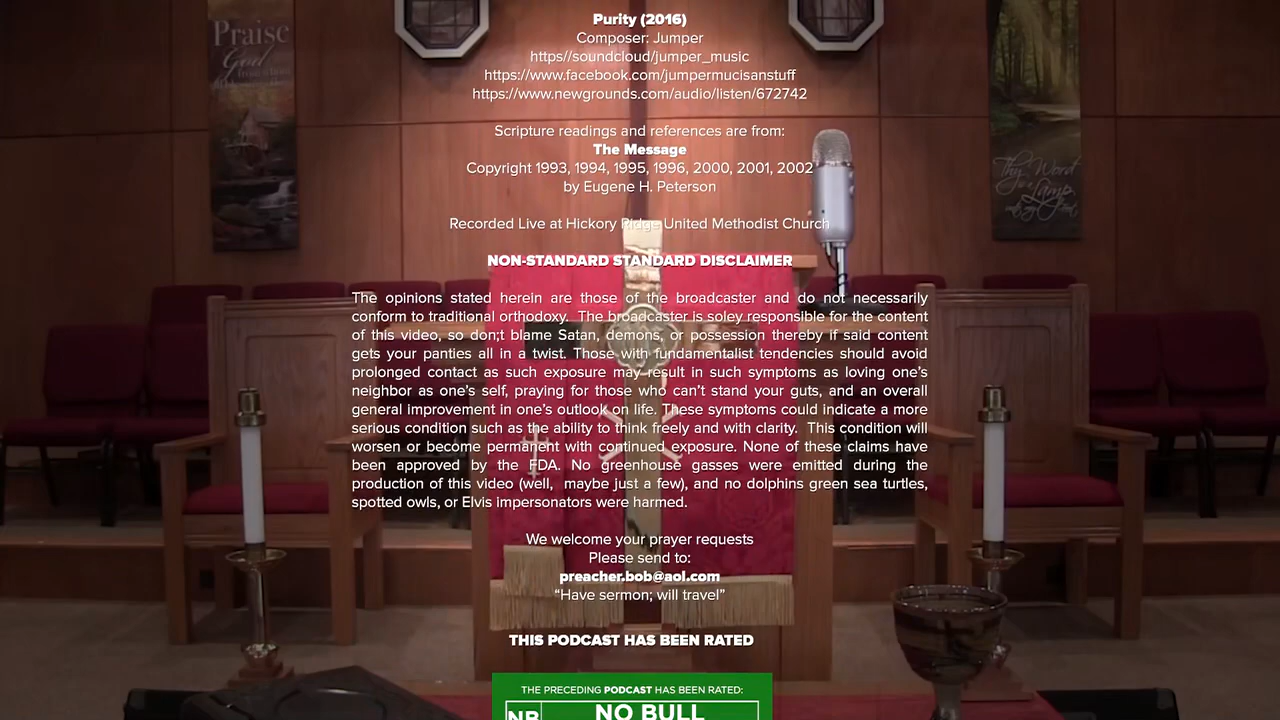 Praise
God
Purity (2016)
Composer: Jumper
https//soundcloud/jumper_music
https://www.facebook.com/jumpermucisanstuff
https://www.newgrounds.com/audio/listen/672742
Scripture readings and references are from:
The Message
Copyright 1993, 1994, 1995, 1996, 2000, 2001, 2002
by Eugene H. Peterson
Thy Word
Lamp
Recorded Live at Hickory Ridge United Methodist Church
NON-STANDARD STANDARD DISCLAIMER
The opinions stated herein are those of the broadcaster and do not necessarily
conform to traditional orthodoxy. The broadcaster is soley responsible for the content
of this video, so don;t blame Satan, demons, or possession thereby if said content
gets your panties all in a twist. Those with fundamentalist tendencies should avoid
prolonged contact as such exposure may result in such symptoms as loving one's
neighbor as one's self, praying for those who can't stand your guts, and an overall
general improvement in one's outlook on life. These symptoms could indicate a more
serious condition such as the ability to think freely and with clarity. This condition will
worsen or become permanent with continued exposure. None of these claims have
been approved by the FDA. No greenhouse gasses were emitted during the
production of this video (well, maybe just a few), and no dolphins green sea turtles,
spotted owls, or Elvis impersonators were harmed.
We welcome your prayer requests
Please send to:
preacher.bob@aol.com
“Have sermon; will travel”
THIS PODCAST HAS BEEN RATED
THE PRECEDING PODCAST HAS BEEN RATED:
NB
NO BULL